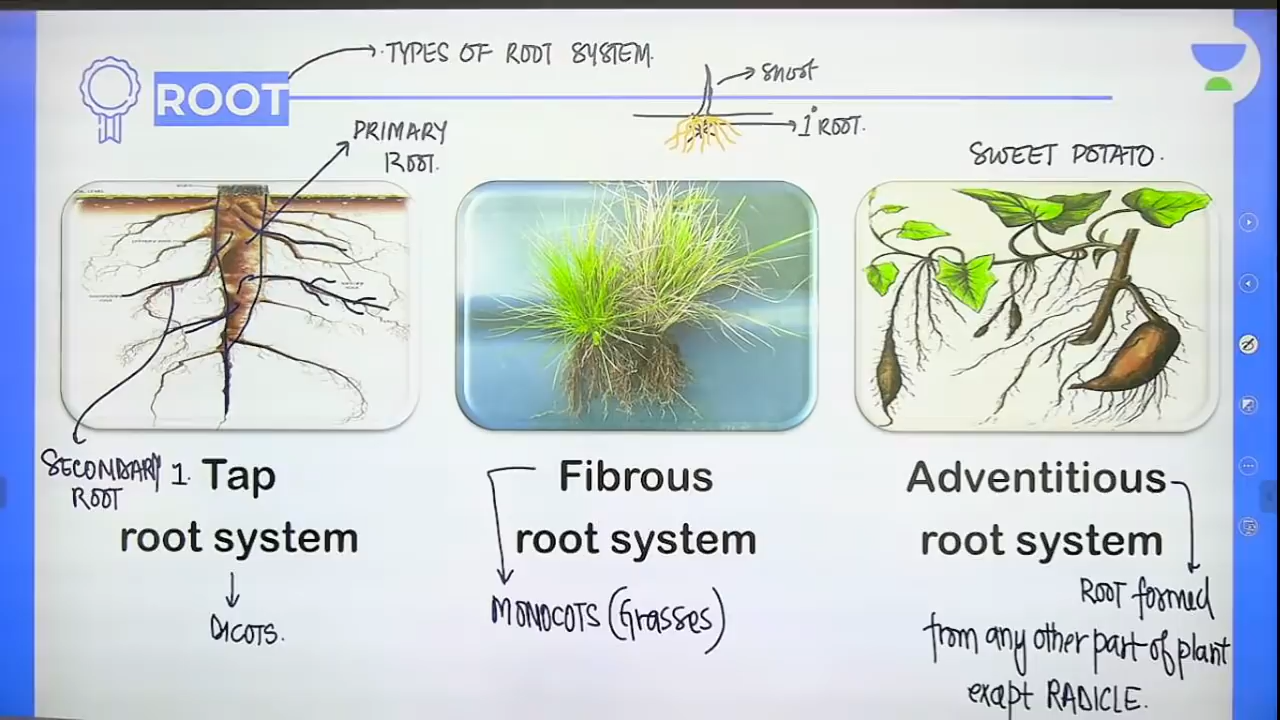 TYPES OF ROOT SYSTEM.
ROOT
shoot
1° ROOT.
PRIMARY
ROOT.
SWEET POTATO.
SECONDARY
ROOT
1. Tap
root system
DICOTS.
Fibrous
root system
MONOCOTS (Grasses)
Adventitious
root system
ROOT formed
from any other part of plant
exapt RADICLE.